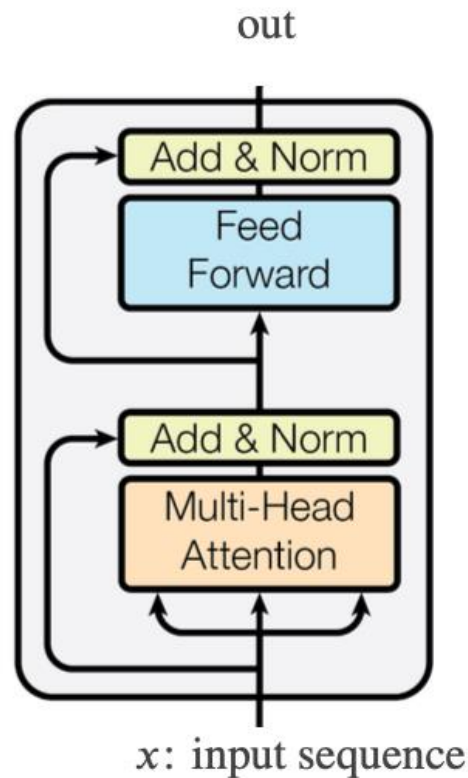 out
Add & Norm
Feed
Forward
Add & Norm
Multi-Head
Attention
x: input sequence